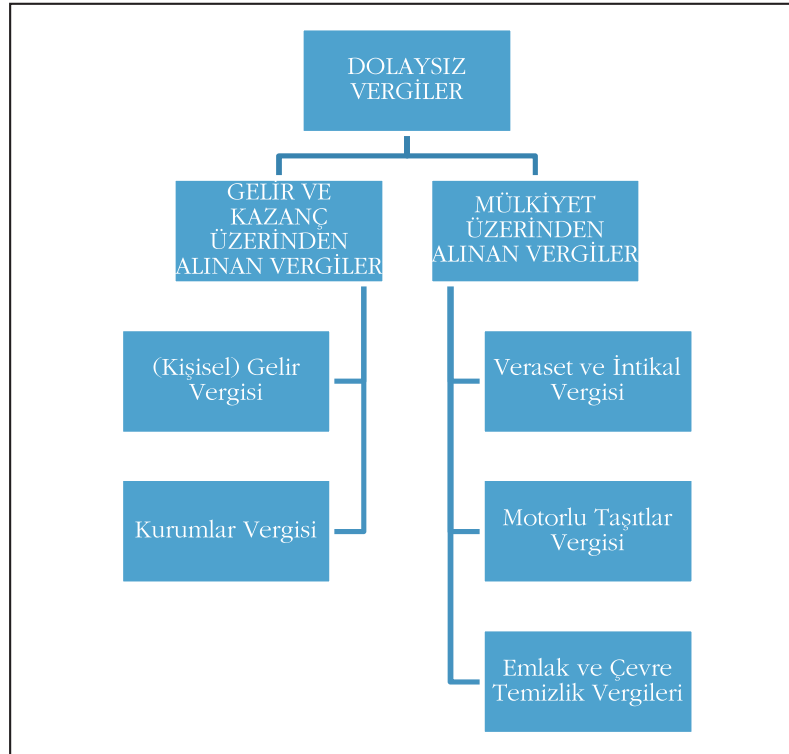 DOLAYSIZ
VERGİLER
GELİR VE
KAZANÇ
ÜZERİNDEN
ALINAN VERGİLER
MÜLKİYET
ÜZERİNDEN
ALINAN VERGİLER
(Kişisel) Gelir
Vergisi
Kurumlar Vergisi
Veraset ve İntikal
Vergisi
Motorlu Taşıtlar
Vergisi
Emlak ve Çevre
Temizlik Vergileri